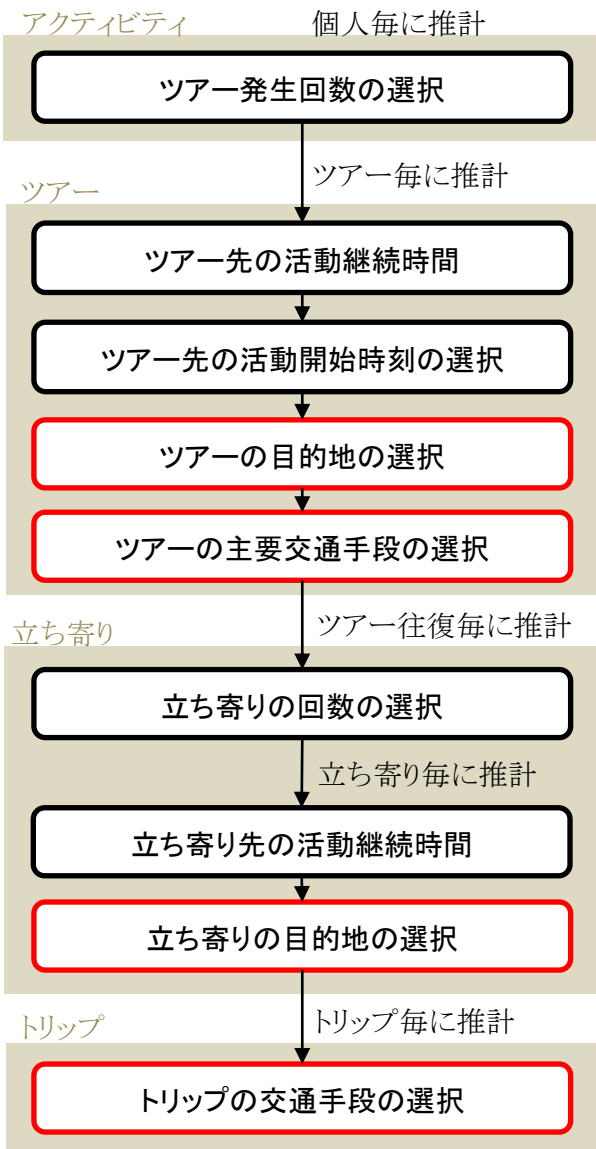 アクティビティ
個人毎に推計
ツアー発生回数の選択
ツアー毎に推計
ツアー
ツアー先の活動継続時間
ツアー先の活動開始時刻の選択
ツアーの目的地の選択
ツアーの主要交通手段の選択
ツアー往復毎に推計
立ち寄り
立ち寄りの回数の選択
立ち寄り毎に推計
立ち寄り先の活動継続時間
立ち寄りの目的地の選択
トリップ毎に推計
トリップ
トリップの交通手段の選択